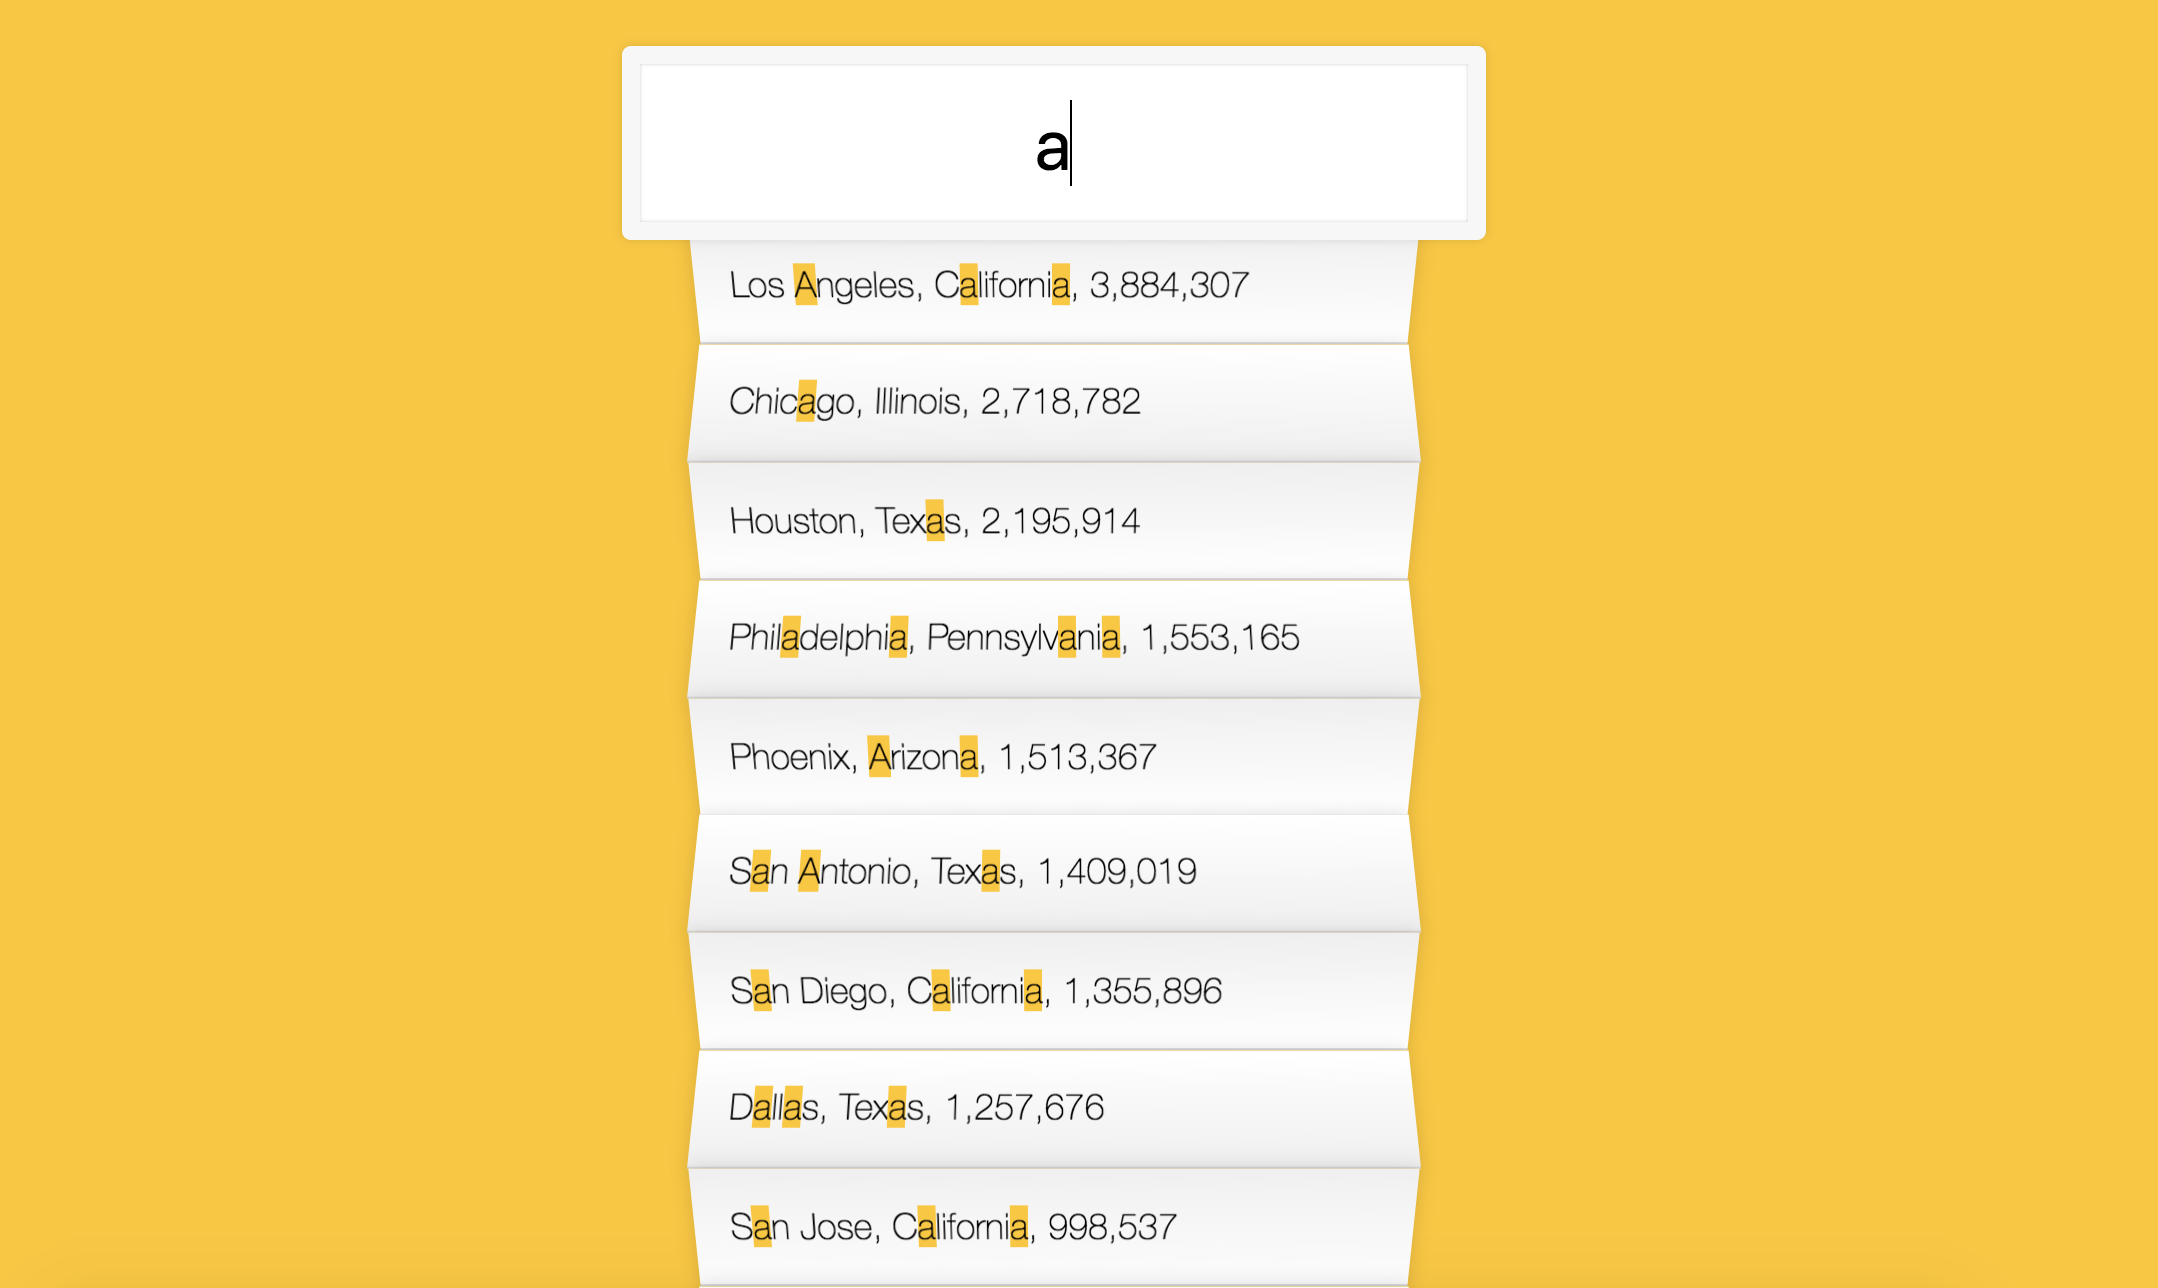 a
Los Angeles, California, 3,884,307
Chicago, Illinois, 2,718,782
Houston, Texas, 2,195,914
Philadelphia, Pennsylvania, 1,553,165
Phoenix, Arizona, 1,513,367
San Antonio, Texas, 1,409,019
San Diego, California, 1,355,896
Dallas, Texas, 1,257,676
San Jose, California, 998,537